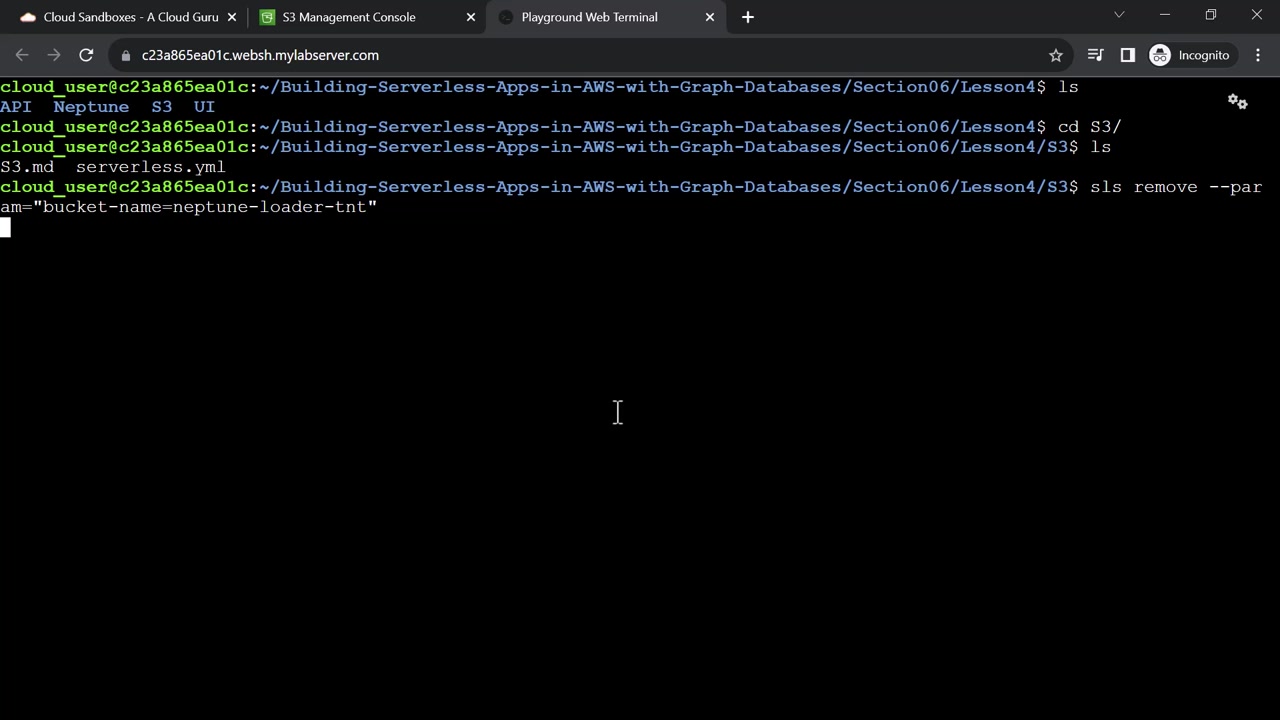 Cloud Sandboxes - A Cloud Guru
S3 Management Console
Playground Web Terminal
c23a865ea01c.websh.mylabserver.com
Incognito
cloud_user@c23a865ea01c:~/Building-Serverless-Apps-in-AWS-with-Graph-Databases/Section06/Lesson4$ ls
API  Neptune  S3  UI
cloud_user@c23a865ea01c:~/Building-Serverless-Apps-in-AWS-with-Graph-Databases/Section06/Lesson4$ cd S3/
cloud_user@c23a865ea01c:~/Building-Serverless-Apps-in-AWS-with-Graph-Databases/Section06/Lesson4/S3$ ls
S3.md  serverless.yml
cloud_user@c23a865ea01c:~/Building-Serverless-Apps-in-AWS-with-Graph-Databases/Section06/Lesson4/S3$ sls remove --par
am="bucket-name=neptune-loader-tnt"